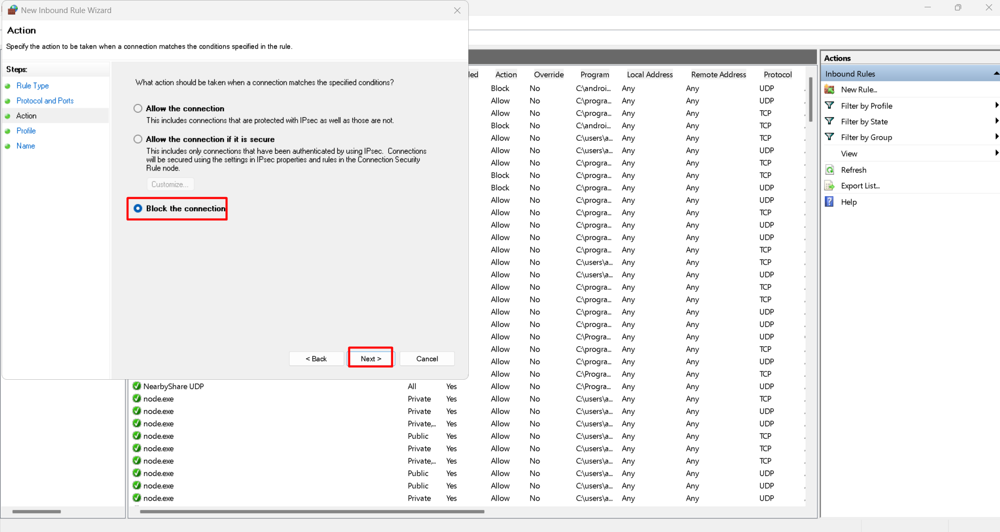 New Inbound Rule Wizard
Action
Specify the action to be taken when a connection matches the conditions specified in the rule.
Steps:
Rule Type
Protocol and Ports
Action
Profile
Name
What action should be taken when a connection matches the specified conditions?
Allow the connection
This includes connections that are protected with IPsec as well as those are not.
Allow the connection if it is secure
This includes only connections that have been authenticated by using IPsec.  Connections
will be secured using the settings in IPsec properties and rules in the Connection Security
Rule node.
Customize...
Block the connection
< Back Next > Cancel
led Action Override Program Local Address Remote Address Protocol
Block No C:\androi... Any Any UDP
Allow No C:\progra... Any Any UDP
Allow No C:\progra... Any Any TCP
Block No C:\androi... Any Any TCP
Allow No C:\users\a... Any Any TCP
Allow No C:\users\a... Any Any UDP
Allow No C:\progra... Any Any TCP
Block No C:\progra... Any Any TCP
Block No C:\progra... Any Any UDP
Allow No C:\progra... Any Any UDP
Allow No C:\progra... Any Any TCP
Allow No C:\progra... Any Any UDP
Allow No C:\progra... Any Any UDP
Allow No C:\progra... Any Any TCP
Allow No C:\users\a... Any Any TCP
Allow No C:\users\a... Any Any UDP
Allow No C:\progra... Any Any TCP
Allow No C:\progra... Any Any TCP
Allow No C:\progra... Any Any UDP
Allow No C:\progra... Any Any UDP
Allow No C:\Progra... Any Any UDP
Allow No C:\progra... Any Any TCP
Allow No C:\progra... Any Any UDP
Allow No C:\Progra... Any Any TCP
NearbyShare UDP All Yes Allow No C:\Progra... Any Any UDP
node.exe Private Yes Allow No C:\users\a... Any Any TCP
node.exe Private Yes Allow No C:\users\a... Any Any UDP
node.exe Private,... Yes Allow No C:\users\a... Any Any UDP
node.exe Public Yes Allow No C:\users\a... Any Any TCP
node.exe Private Yes Allow No C:\users\a... Any Any TCP
node.exe Private,... Yes Allow No C:\users\a... Any Any TCP
node.exe Public Yes Allow No C:\users\a... Any Any UDP
node.exe Public Yes Allow No C:\users\a... Any Any UDP
node.exe Private Yes Allow No C:\users\a... Any Any UDP
Actions
Inbound Rules
New Rule...
Filter by Profile
Filter by State
Filter by Group
View
Refresh
Export List...
Help